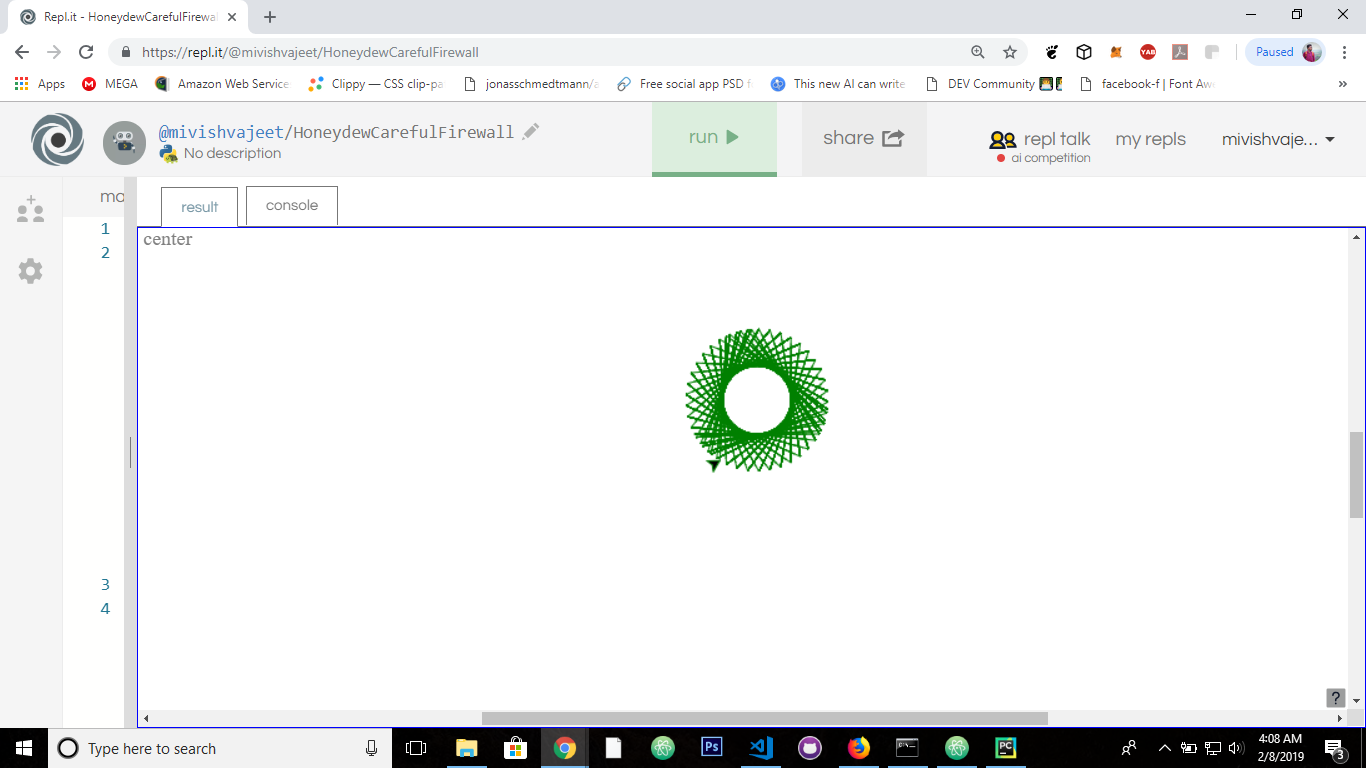 Repl.it - HoneydewCarefulFirewal
https://repl.it/@mivishvajeet/HoneydewCarefulFirewall
YAB
Paused
Apps
MEGA
Amazon Web Service
Clippy — CSS clip-pa
jonasschmedtmann/a
Free social app PSD f
This new AI can write
DEV Community
facebook-f | Font Aw
»
@mivishvajeet/HoneydewCarefulFirewall
No description
run
share
repl talk
ai competition
my repls
mivishvaje...
ma
result
console
1
2
3
4
center
?
Type here to search
Ps
PC
4:08 AM
2/8/2019
3